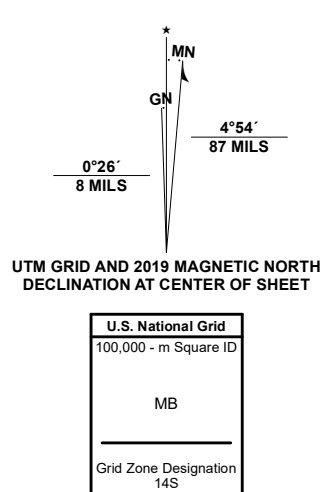 ★
MN
GN
4°54´
87 MILS
0°26´
8 MILS
UTM GRID AND 2019 MAGNETIC NORTH
DECLINATION AT CENTER OF SHEET
U.S. National Grid
100,000 - m Square ID
MB
Grid Zone Designation
14S